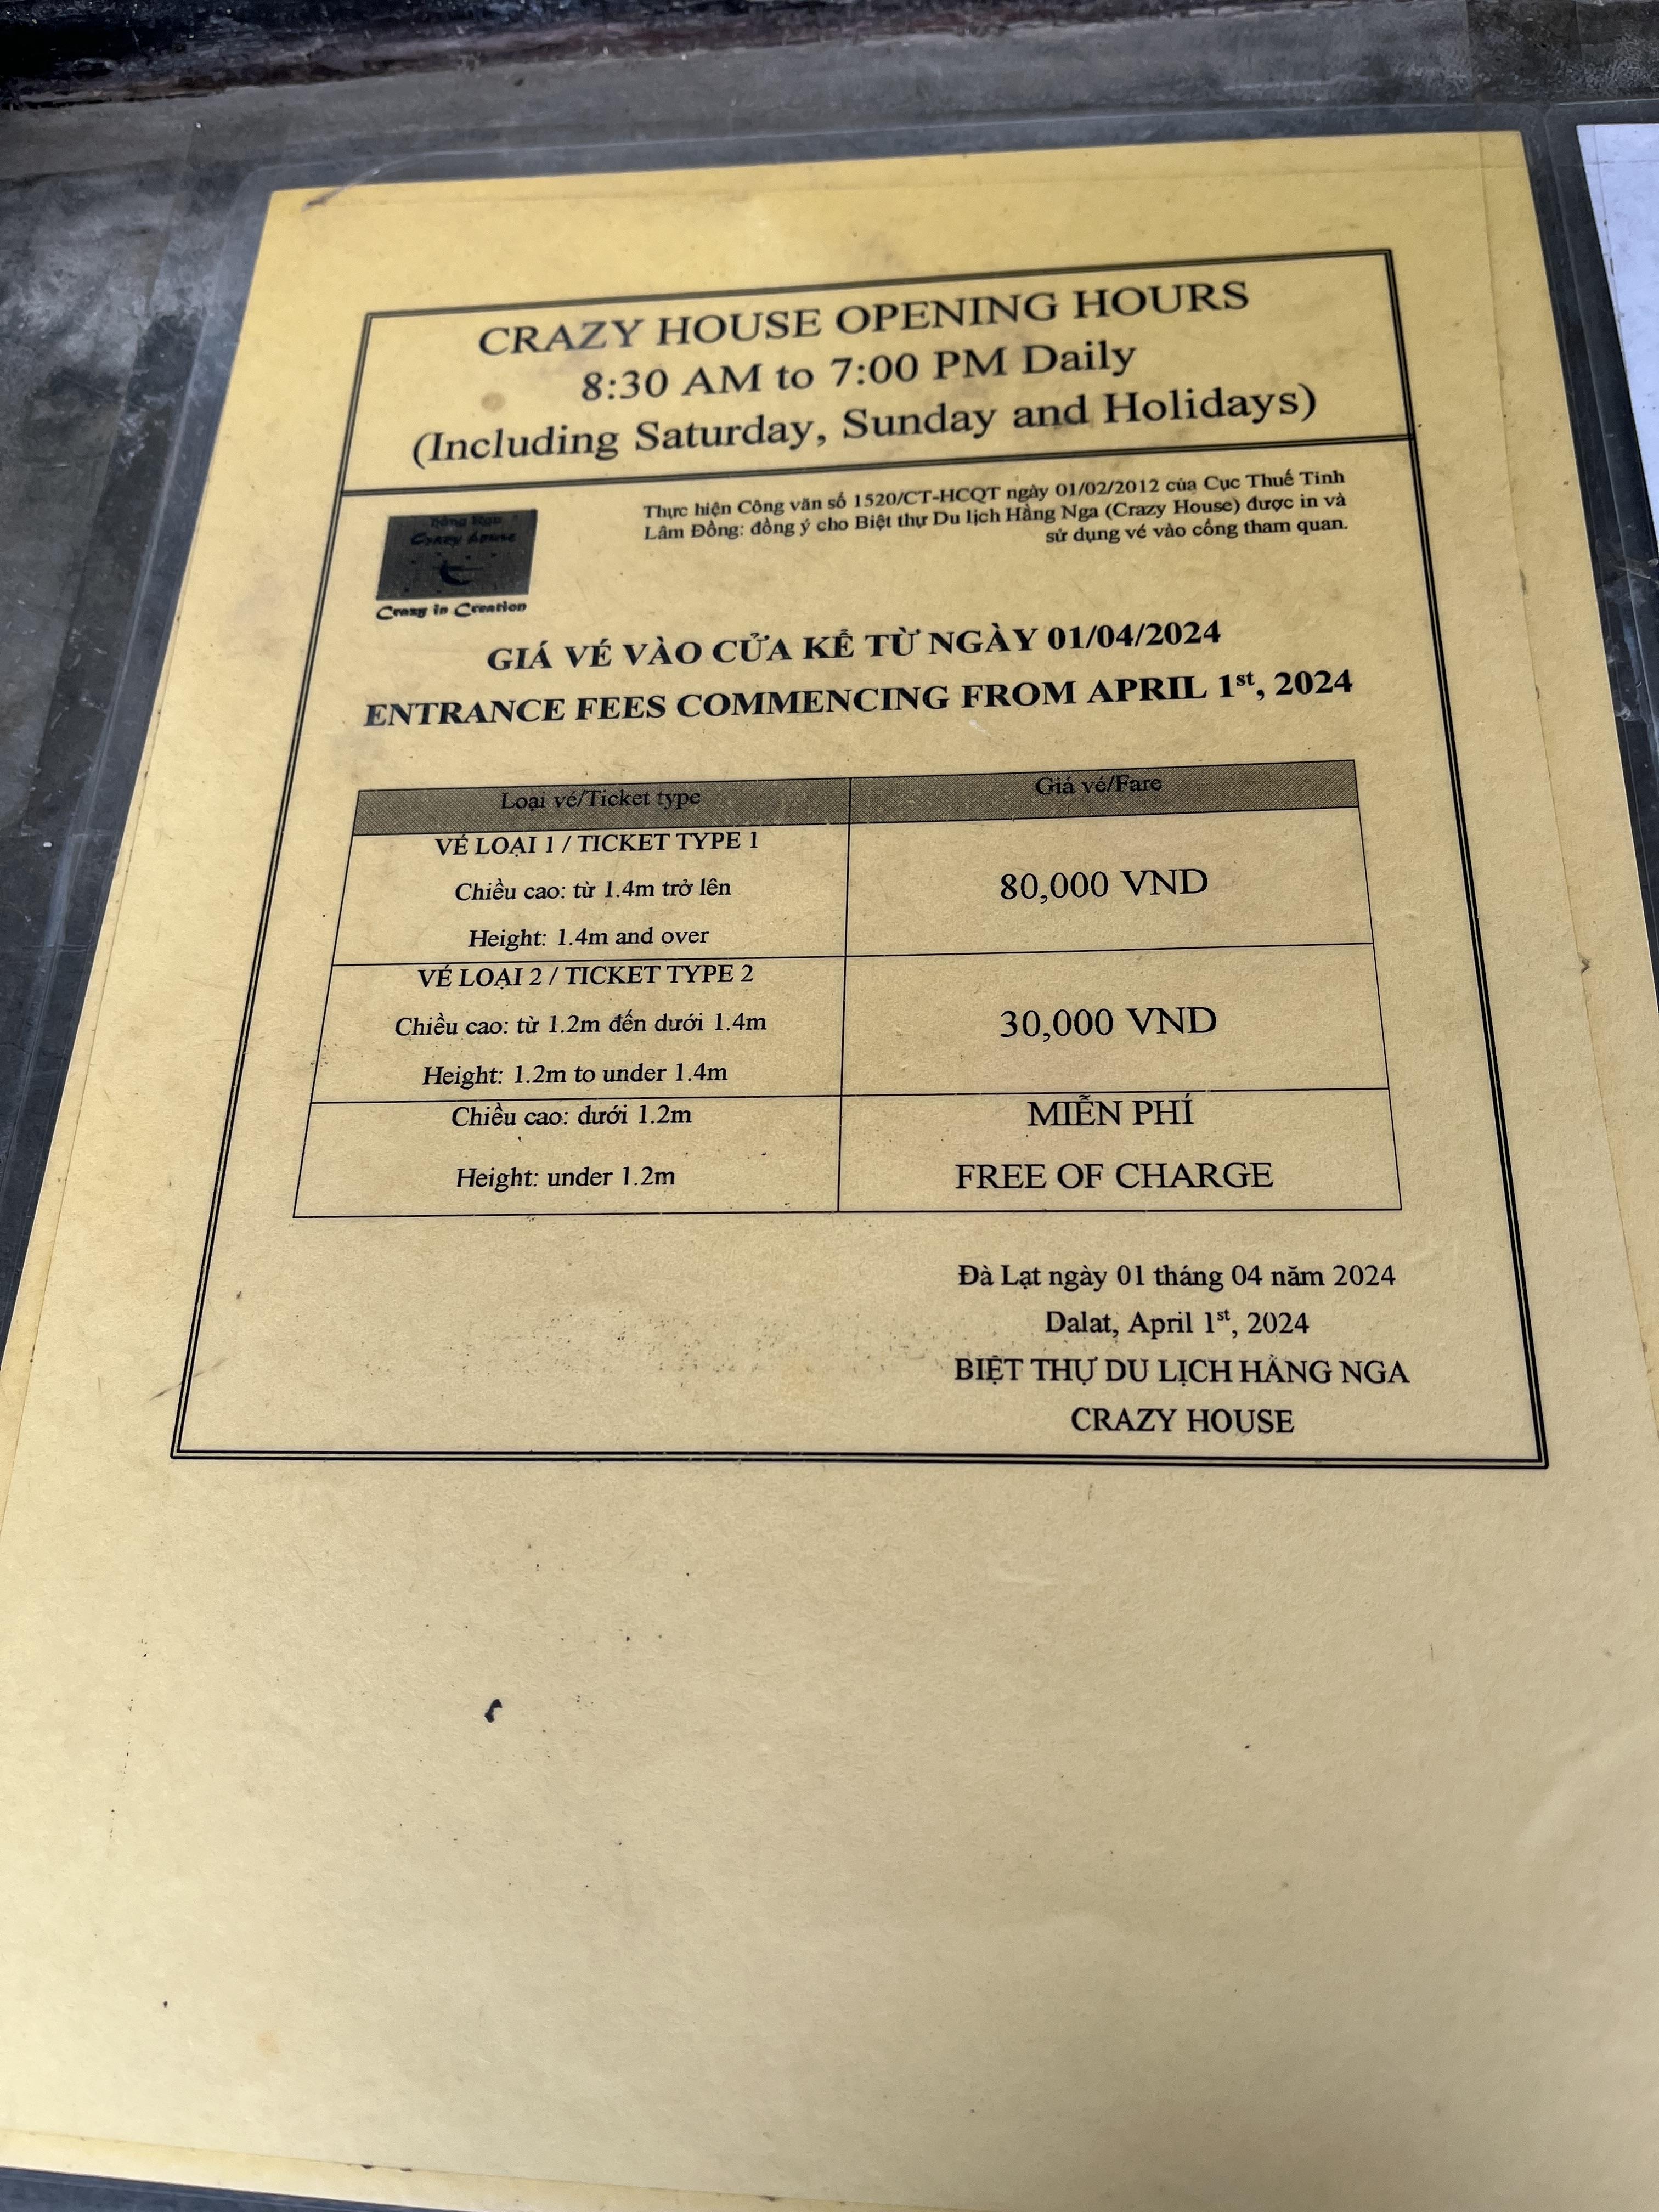 CRAZY HOUSE OPENING HOURS
8:30 AM to 7:00 PM Daily
(Including Saturday, Sunday and Holidays)
Thực hiện Công văn số 1520/CT-HCQT ngày 01/02/2012 của Cục Thuế Tỉnh
Lâm Đồng: đồng ý cho Biệt thự Du lịch Hằng Nga (Crazy House) được in và
sử dụng vé vào cổng tham quan.
Hằng Nga
Crazy house
Crazy in Creation
GIÁ VÉ VÀO CỬA KỂ TỪ NGÀY 01/04/2024
ENTRANCE FEES COMMENCING FROM APRIL 1st, 2024
Loại vé/Ticket type
Giá vé/Fare
VÉ LOẠI 1 / TICKET TYPE 1
Chiều cao: từ 1.4m trở lên
Height: 1.4m and over
80,000 VND
VÉ LOẠI 2 / TICKET TYPE 2
Chiều cao: từ 1.2m đến dưới 1.4m
Height: 1.2m to under 1.4m
30,000 VND
Chiều cao: dưới 1.2m
Height: under 1.2m
MIỄN PHÍ
FREE OF CHARGE
Đà Lạt ngày 01 tháng 04 năm 2024
Dalat, April 1st, 2024
BIỆT THỰ DU LỊCH HẰNG NGA
CRAZY HOUSE